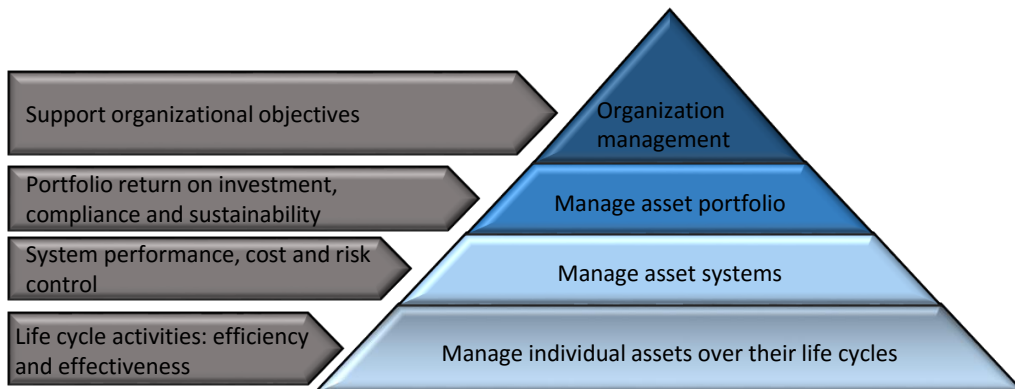 Support organizational objectives
Organization
management
Portfolio return on investment,
compliance and sustainability
Manage asset portfolio
System performance, cost and risk
control
Manage asset systems
Life cycle activities: efficiency
and effectiveness
Manage individual assets over their life cycles